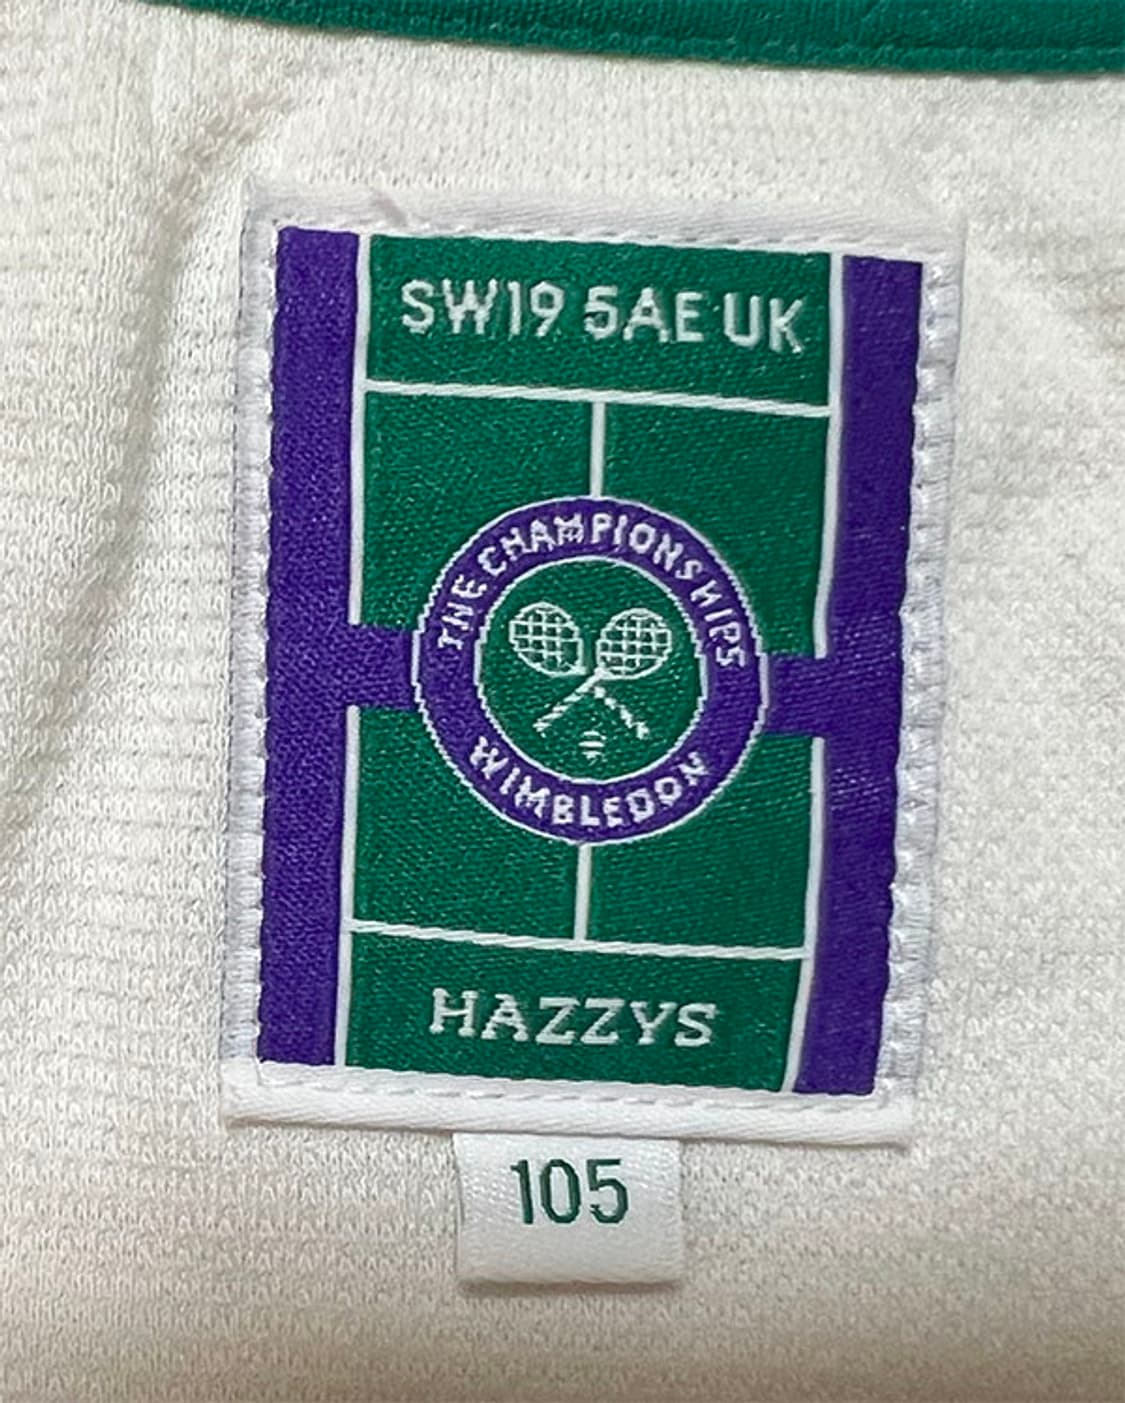 SW19 5AE UK
THE CHAMPIONSHIPS
WIMBLEDON
HAZZYS
105